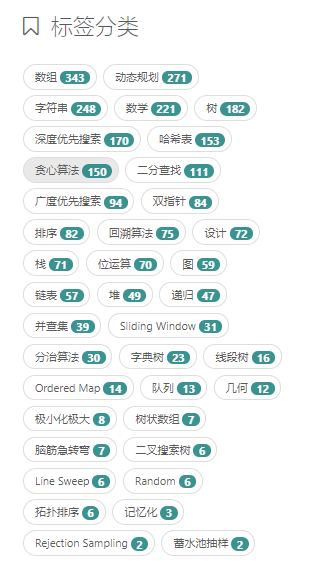 标签分类
数组 343 动态规划 271
字符串 248 数学 221 树 182
深度优先搜索 170 哈希表 153
贪心算法 150 二分查找 111
广度优先搜索 94 双指针 84
排序 82 回溯算法 75 设计 72
栈 71 位运算 70 图 59
链表 57 堆 49 递归 47
并查集 39 Sliding Window 31
分治算法 30 字典树 23 线段树 16
Ordered Map 14 队列 13 几何 12
极小化极大 8 树状数组 7
脑筋急转弯 7 二叉搜索树 6
Line Sweep 6 Random 6
拓扑排序 6 记忆化 3
Rejection Sampling 2 蓄水池抽样 2